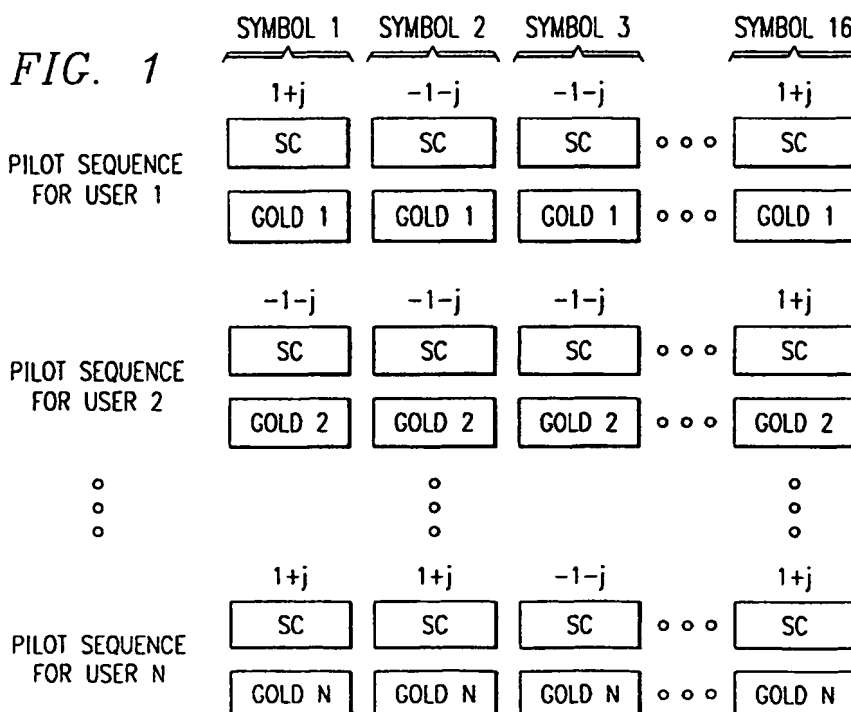 FIG. 1
SYMBOL 1 SYMBOL 2 SYMBOL 3 SYMBOL 16
1+j -1-j -1-j 1+j
PILOT SEQUENCE
FOR USER 1
SC SC SC SC
GOLD 1 GOLD 1 GOLD 1 GOLD 1
-1-j -1-j -1-j 1+j
PILOT SEQUENCE
FOR USER 2
SC SC SC SC
GOLD 2 GOLD 2 GOLD 2 GOLD 2
1+j 1+j -1-j 1+j
PILOT SEQUENCE
FOR USER N
SC SC SC SC
GOLD N GOLD N GOLD N GOLD N